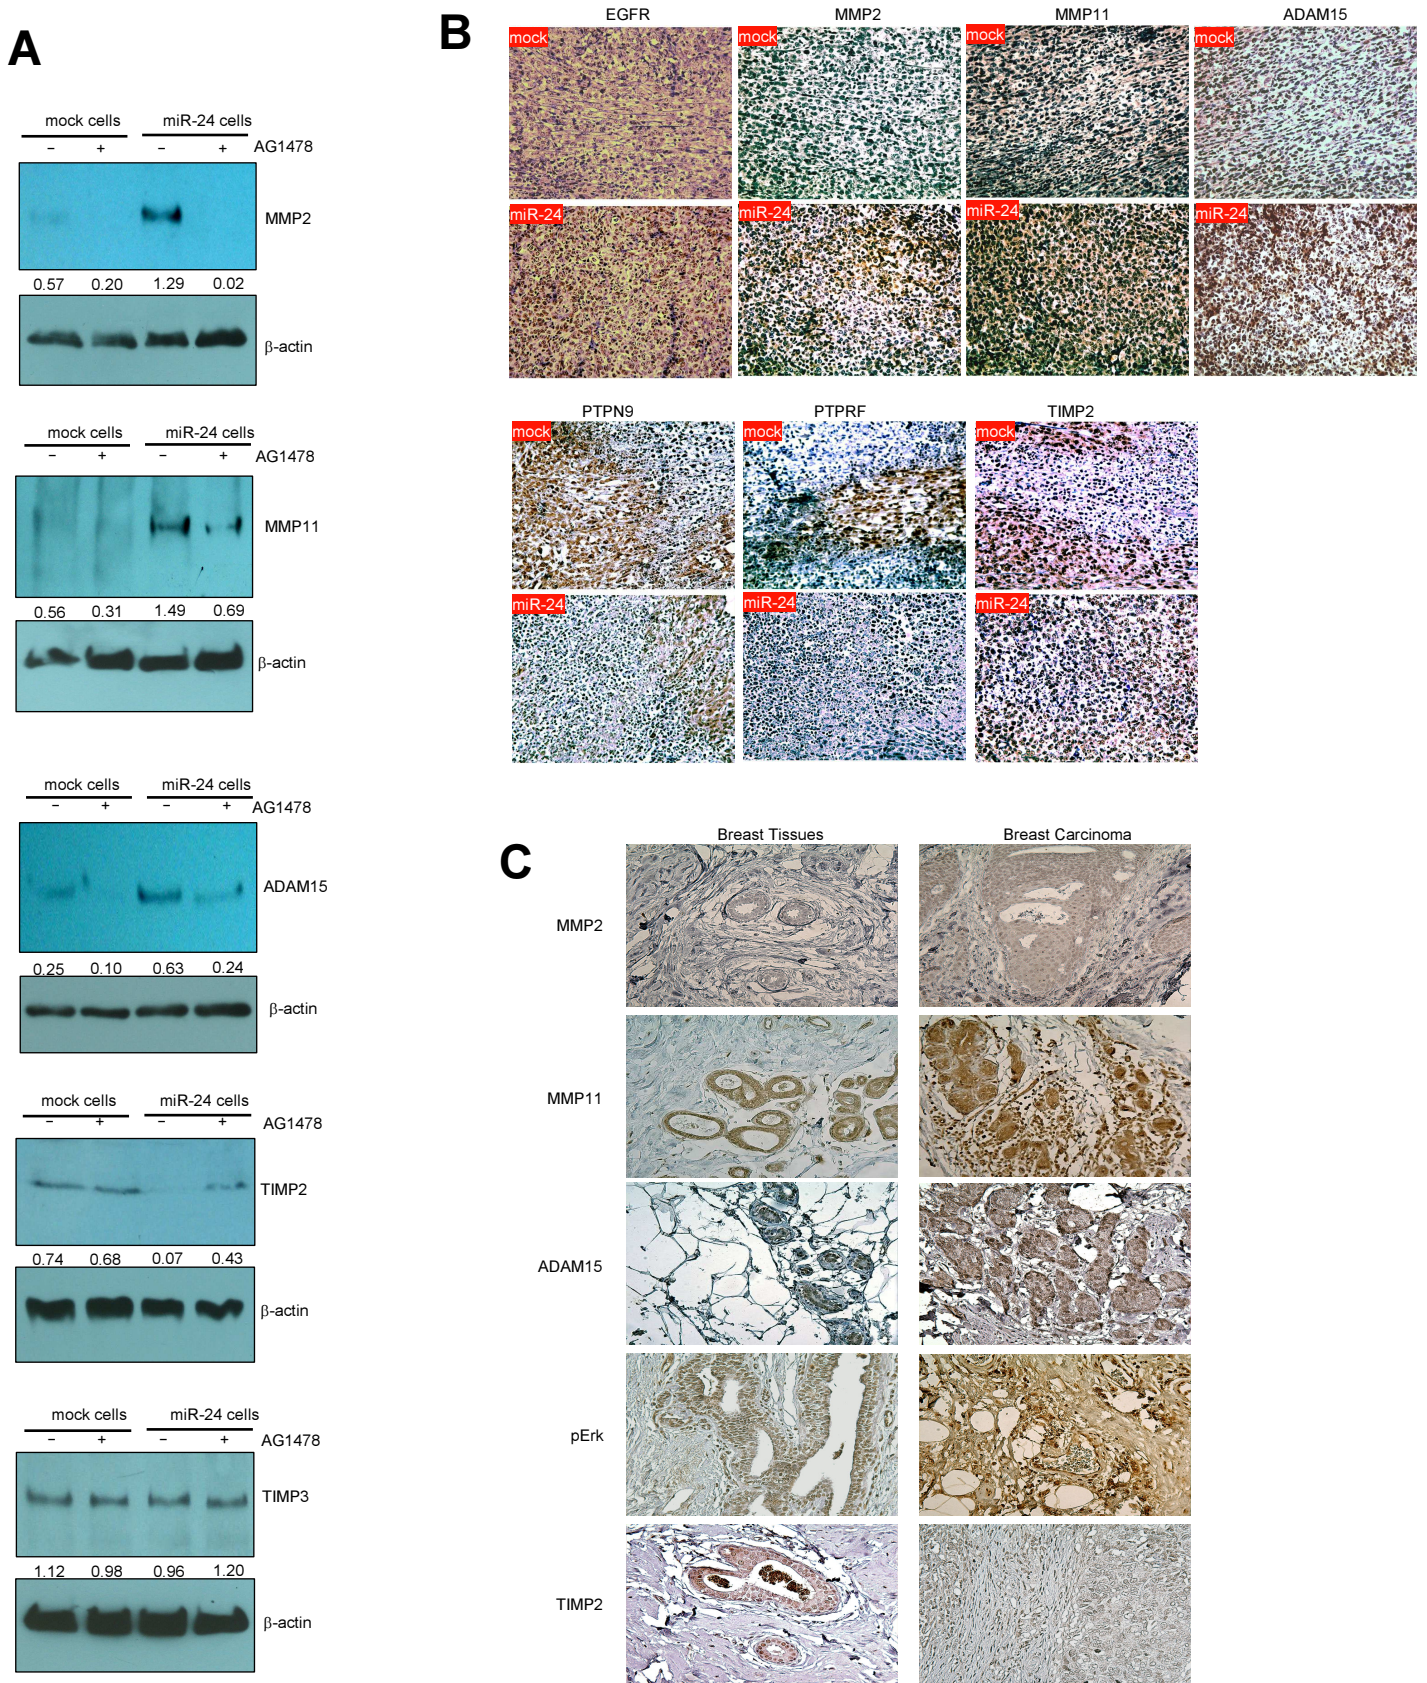 A
mock cells miR-24 cells
– + – + AG1478
MMP2
0.57 0.20 1.29 0.02
β-actin
mock cells miR-24 cells
– + – + AG1478
MMP11
0.56 0.31 1.49 0.69
β-actin
mock cells miR-24 cells
– + – + AG1478
ADAM15
0.25 0.10 0.63 0.24
β-actin
mock cells miR-24 cells
– + – + AG1478
TIMP2
0.74 0.68 0.07 0.43
β-actin
mock cells miR-24 cells
– + – + AG1478
TIMP3
1.12 0.98 0.96 1.20
β-actin
B
EGFR MMP2 MMP11 ADAM15
mock mock mock mock
miR-24 miR-24 miR-24 miR-24
PTPN9 PTPRF TIMP2
mock mock mock
miR-24 miR-24 miR-24
C
Breast Tissues Breast Carcinoma
MMP2
MMP11
ADAM15
pErk
TIMP2